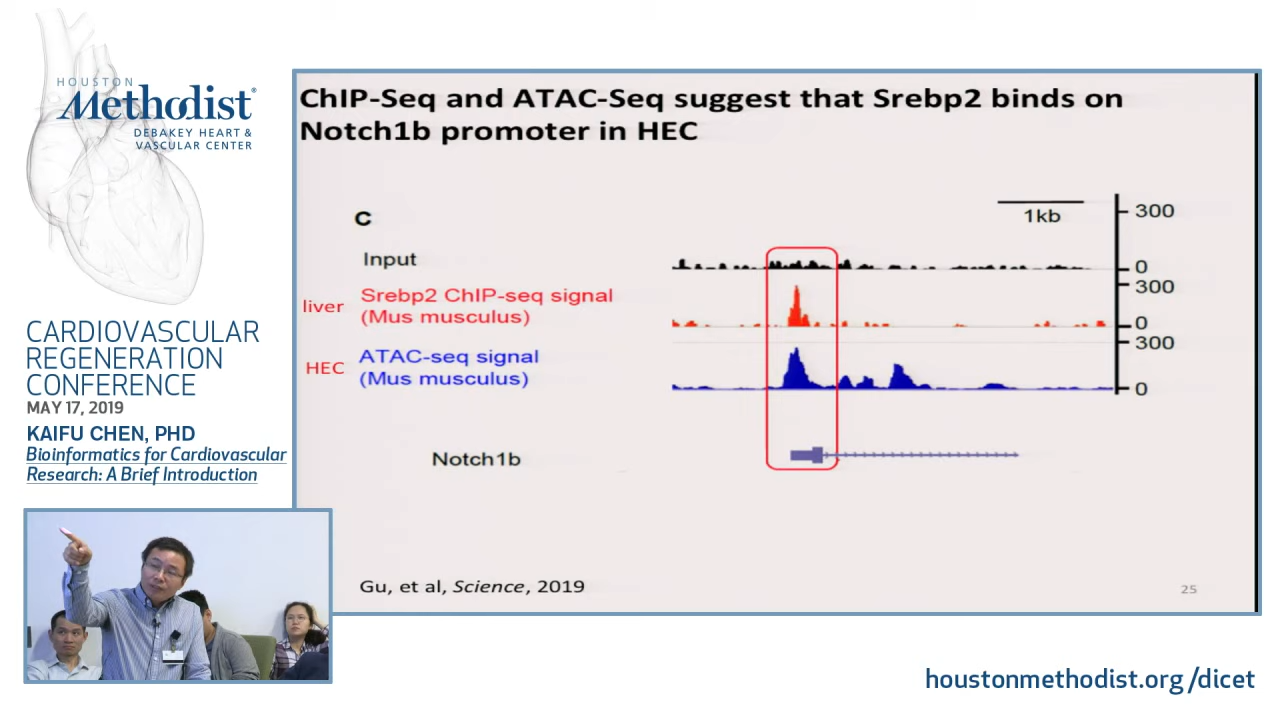 HOUSTON
Methodist®
DEBAKEY HEART &
VASCULAR CENTER
CARDIOVASCULAR
REGENERATION
CONFERENCE
MAY 17, 2019
KAIFU CHEN, PHD
Bioinformatics for Cardiovascular
Research: A Brief Introduction
ChIP-Seq and ATAC-Seq suggest that Srebp2 binds on
Notch1b promoter in HEC
C
1kb
300
Input
0
300
liver
Srebp2 ChIP-seq signal
(Mus musculus)
0
300
HEC
ATAC-seq signal
(Mus musculus)
0
Notch1b
Gu, et al, Science, 2019
25
houstonmethodist.org/dicet